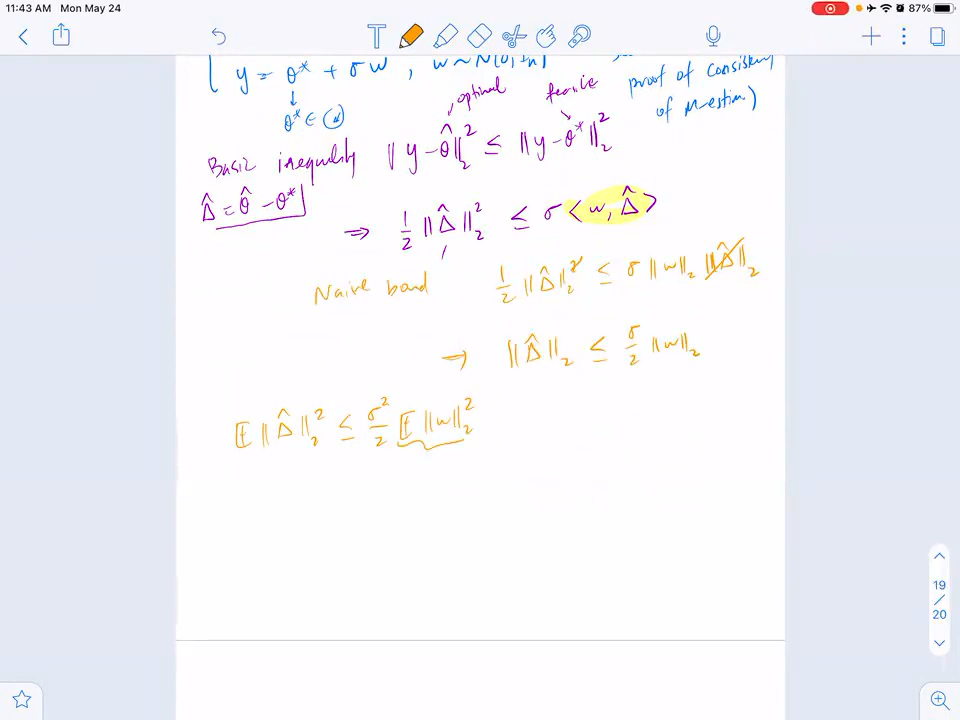 11:43 AM Mon May 24
87%
y = θ* + σ w , w ~ N(0, In)
proof of consistency
of M-estim.)
θ* ∈
optimal
feasible
Basic inequality ‖y - θ̂‖₂² ≤ ‖y - θ*‖₂²
Δ̂ = θ̂ - θ*
⇒ 1/2 ‖Δ̂‖₂² ≤ σ <w, Δ̂>
Naive bound 1/2 ‖Δ̂‖₂² ≤ σ ‖w‖₂ ‖Δ̂‖₂
⇒ ‖Δ̂‖₂ ≤ σ/2 ‖w‖₂
𝔼 ‖Δ̂‖₂² ≤ σ²/2 𝔼 ‖w‖₂²
19
/
20